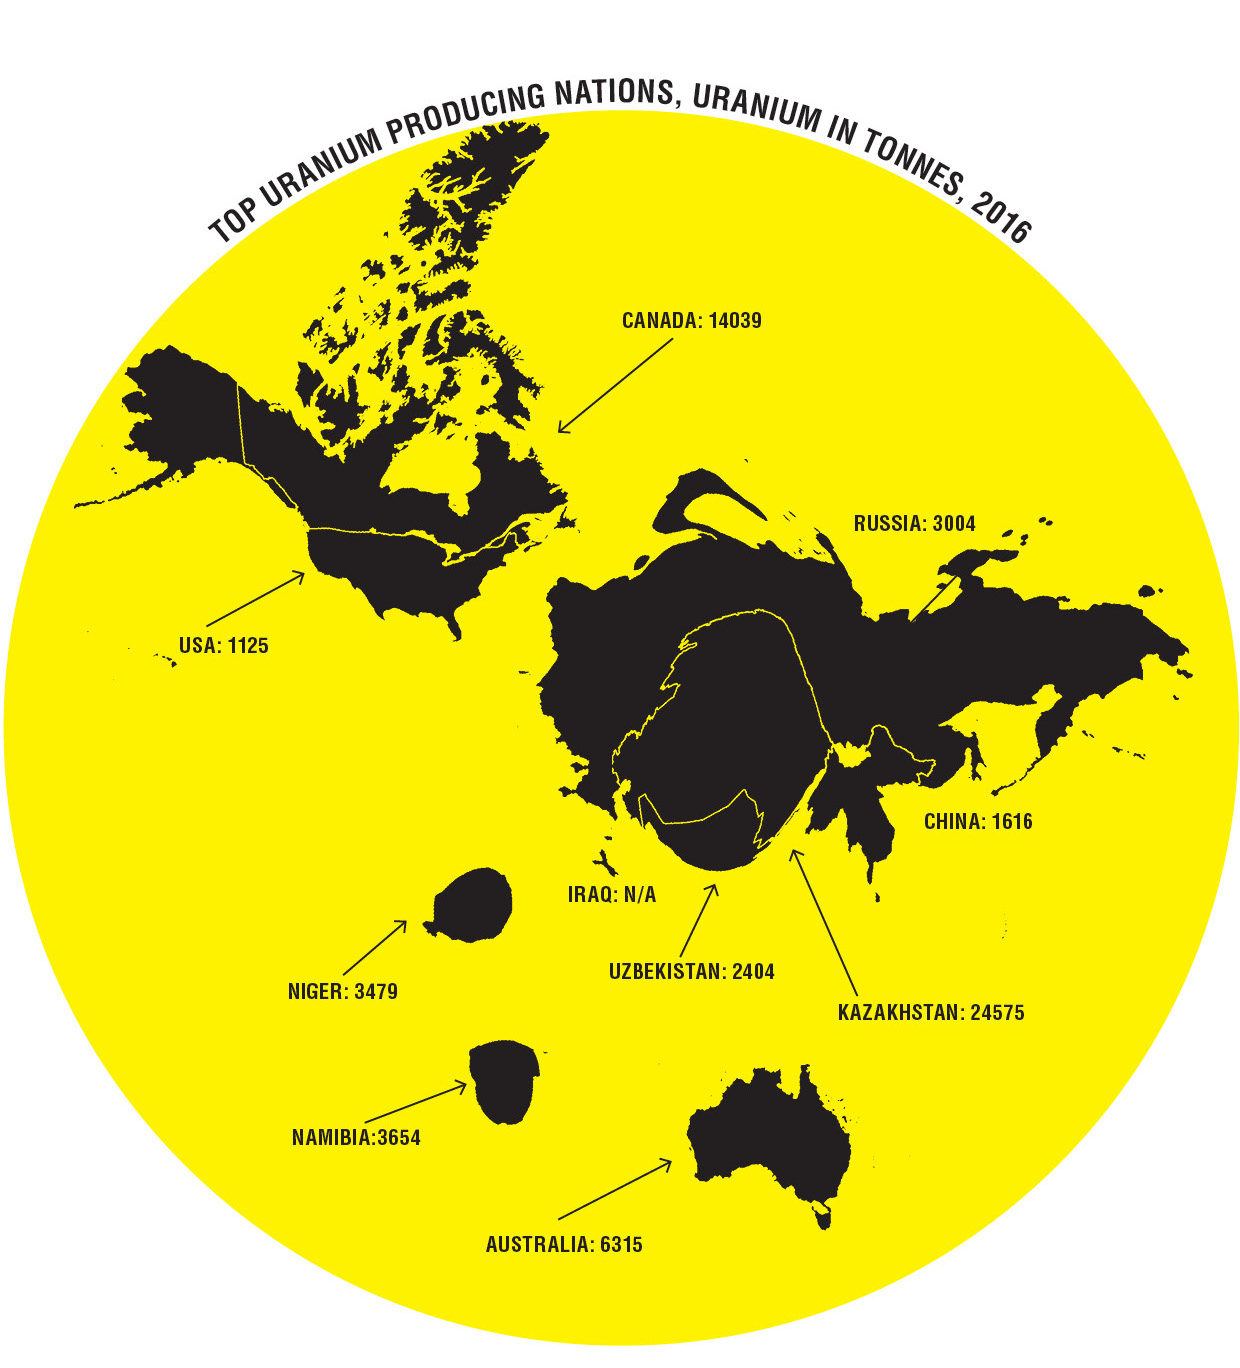 TOP URANIUM PRODUCING NATIONS, URANIUM IN TONNES, 2016
CANADA: 14039
RUSSIA: 3004
USA: 1125
CHINA: 1616
IRAQ: N/A
UZBEKISTAN: 2404
NIGER: 3479
KAZAKHSTAN: 24575
NAMIBIA:3654
AUSTRALIA: 6315